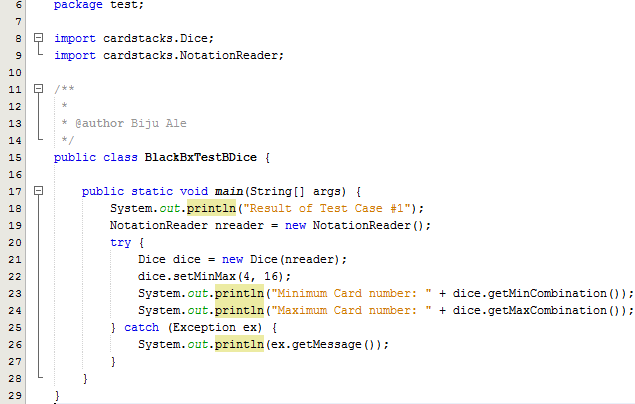 6 package test;
7
8 import cardstacks.Dice;
9 import cardstacks.NotationReader;
10
11 /**
12 *
13 * @author Biju Ale
14 */
15 public class BlackBxTestBDice {
16
17 public static void main(String[] args) {
18 System.out.println("Result of Test Case #1");
19 NotationReader nreader = new NotationReader();
20 try {
21 Dice dice = new Dice(nreader);
22 dice.setMinMax(4, 16);
23 System.out.println("Minimum Card number: " + dice.getMinCombination());
24 System.out.println("Maximum Card number: " + dice.getMaxCombination());
25 } catch (Exception ex) {
26 System.out.println(ex.getMessage());
27 }
28 }
29 }